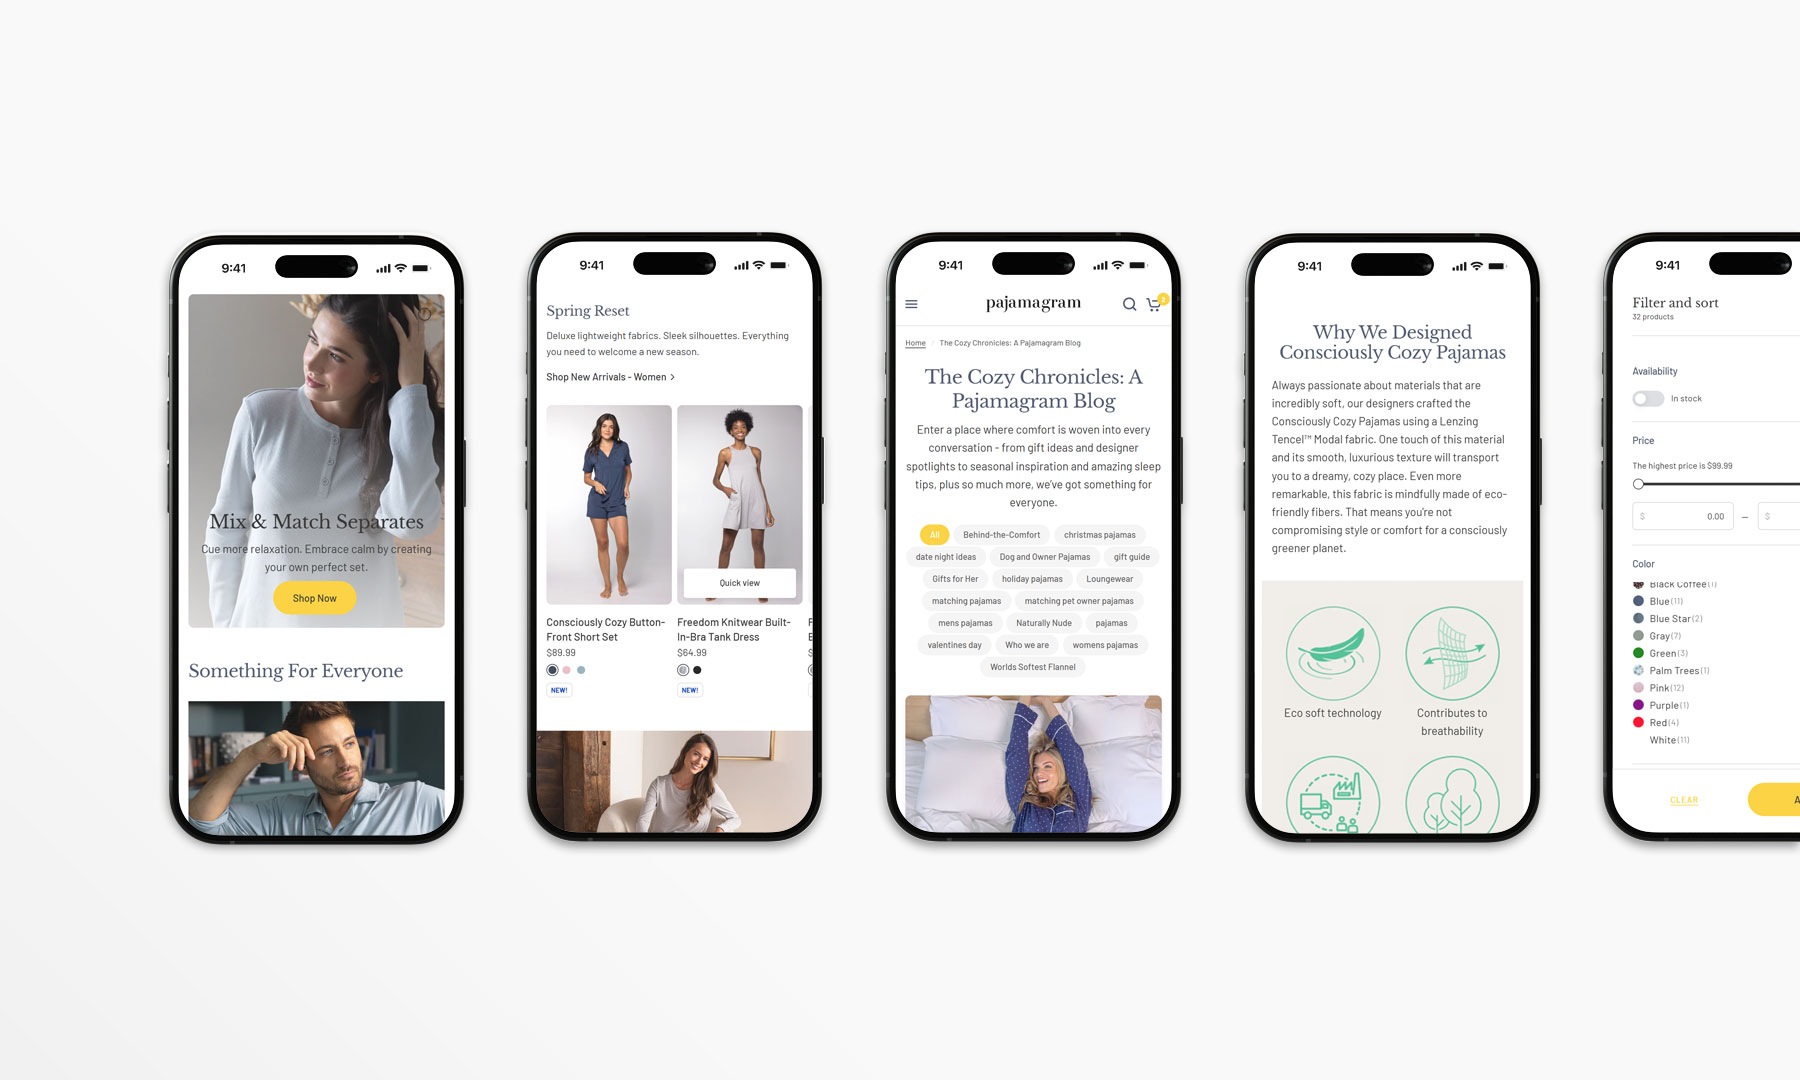 9:41
Mix & Match Separates
Cue more relaxation. Embrace calm by creating
your own perfect set.
Shop Now
Something For Everyone
9:41
Spring Reset
Deluxe lightweight fabrics. Sleek silhouettes. Everything
you need to welcome a new season.
Shop New Arrivals - Women >
Quick view
Consciously Cozy Button-
Front Short Set
$89.99
NEW!
Freedom Knitwear Built-
In-Bra Tank Dress
$64.99
NEW!
9:41
pajamagram
Home / The Cozy Chronicles: A Pajamagram Blog
The Cozy Chronicles: A
Pajamagram Blog
Enter a place where comfort is woven into every
conversation - from gift ideas and designer
spotlights to seasonal inspiration and amazing sleep
tips, plus so much more, we've got something for
everyone.
All Behind-the-Comfort christmas pajamas
date night ideas Dog and Owner Pajamas gift guide
Gifts for Her holiday pajamas Loungewear
matching pajamas matching pet owner pajamas
mens pajamas Naturally Nude pajamas
valentines day Who we are womens pajamas
Worlds Softest Flannel
9:41
Why We Designed
Consciously Cozy Pajamas
Always passionate about materials that are
incredibly soft, our designers crafted the
Consciously Cozy Pajamas using a Lenzing
Tencel™ Modal fabric. One touch of this material
and its smooth, luxurious texture will transport
you to a dreamy, cozy place. Even more
remarkable, this fabric is mindfully made of eco-
friendly fibers. That means you're not
compromising style or comfort for a consciously
greener planet.
Eco soft technology
Contributes to
breathability
9:41
Filter and sort
32 products
Availability
In stock
Price
The highest price is $99.99
$ 0.00 – $
Color
Black Coffee (1)
Blue (11)
Blue Star (2)
Gray (7)
Green (3)
Palm Trees (1)
Pink (12)
Purple (1)
Red (4)
White (11)
CLEAR